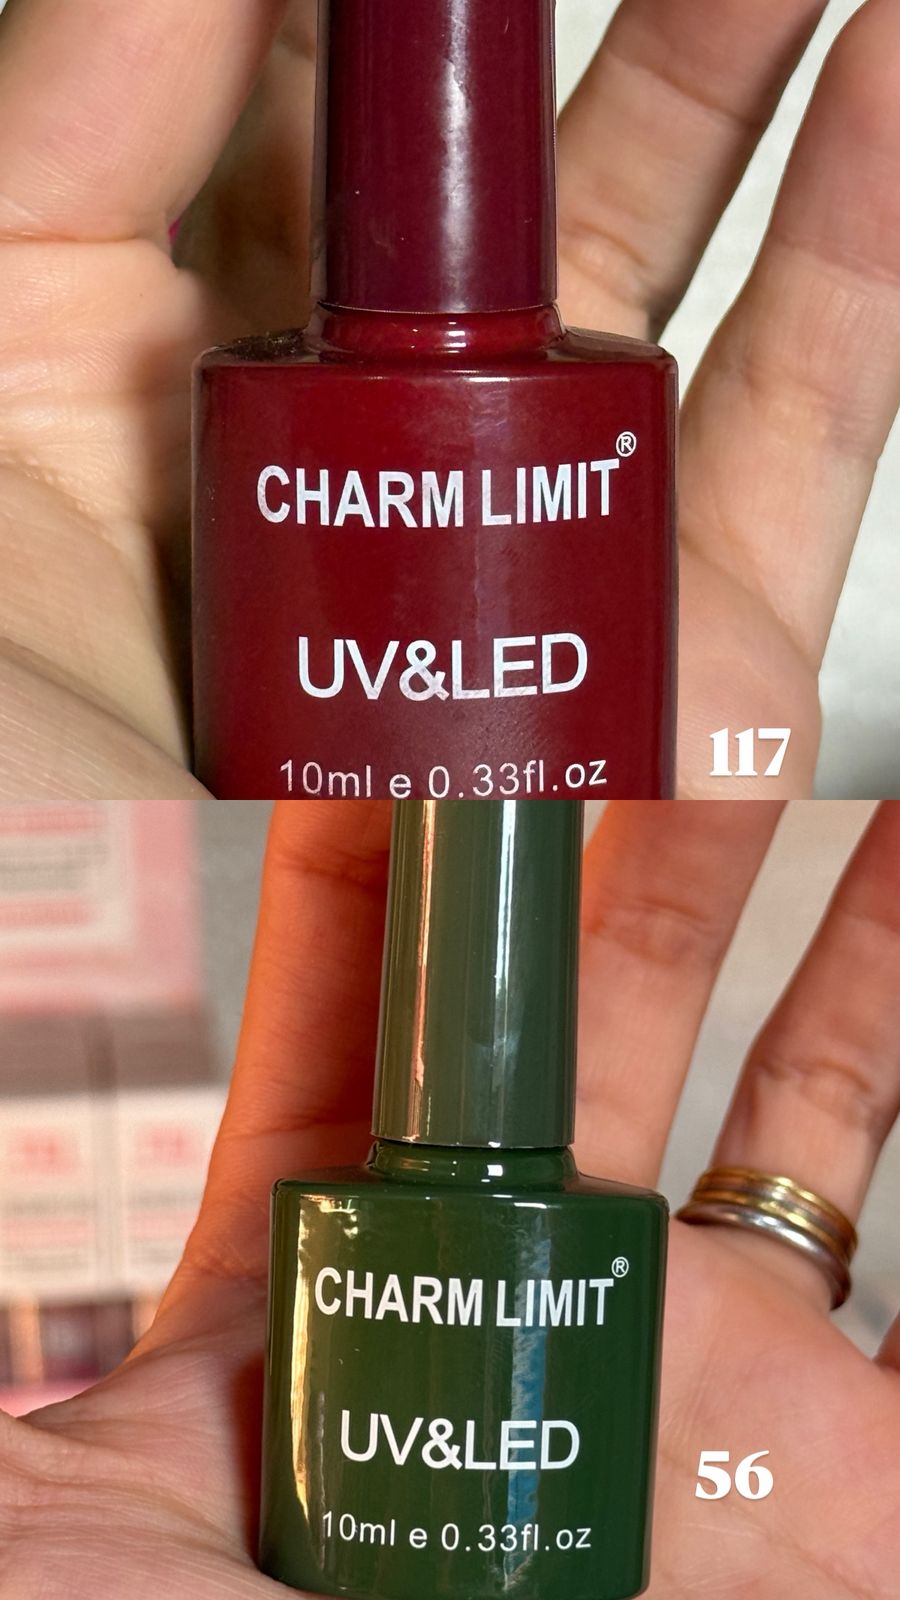 CHARM LIMIT®
UV&LED
10ml e 0.33fl.oz
117
CHARM LIMIT®
UV&LED
10ml e 0.33fl.oz
56